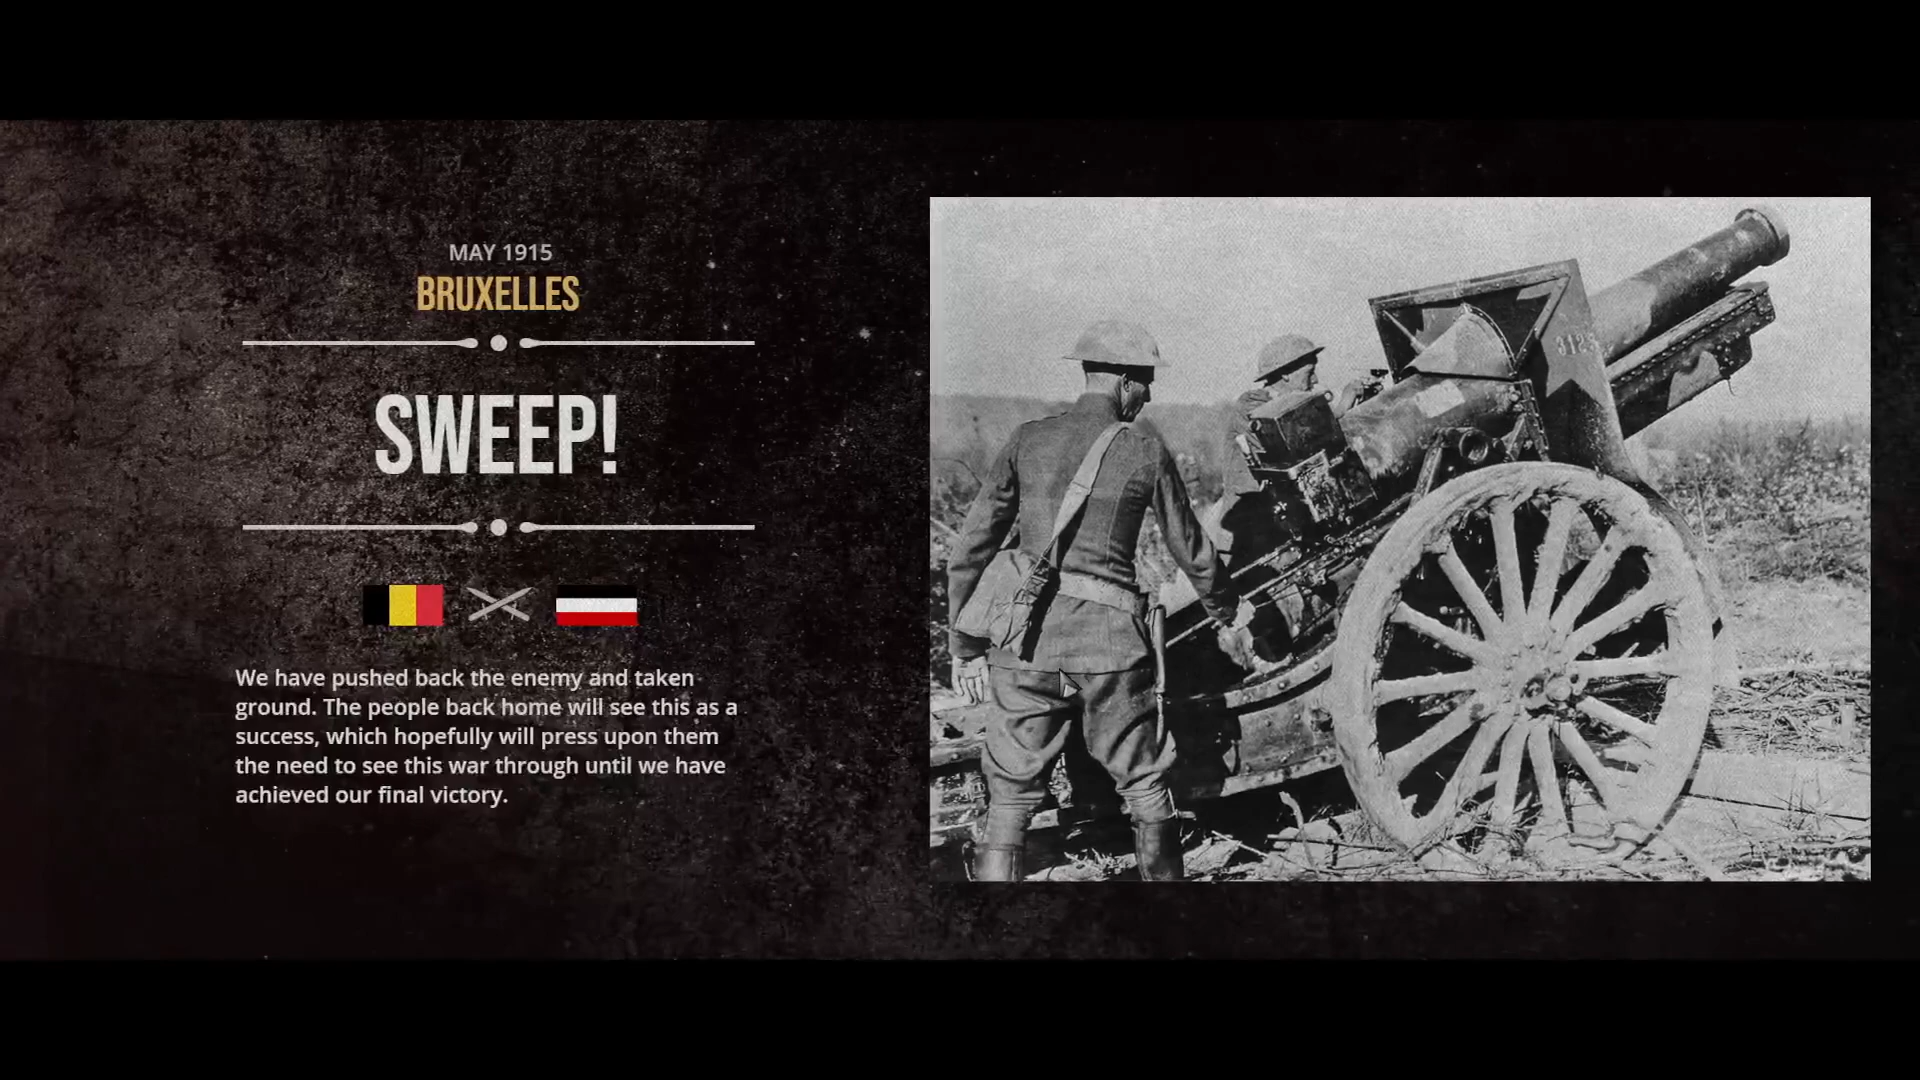 MAY 1915
BRUXELLES
SWEEP!
We have pushed back the enemy and taken
ground. The people back home will see this as a
success, which hopefully will press upon them
the need to see this war through until we have
achieved our final victory.
3123